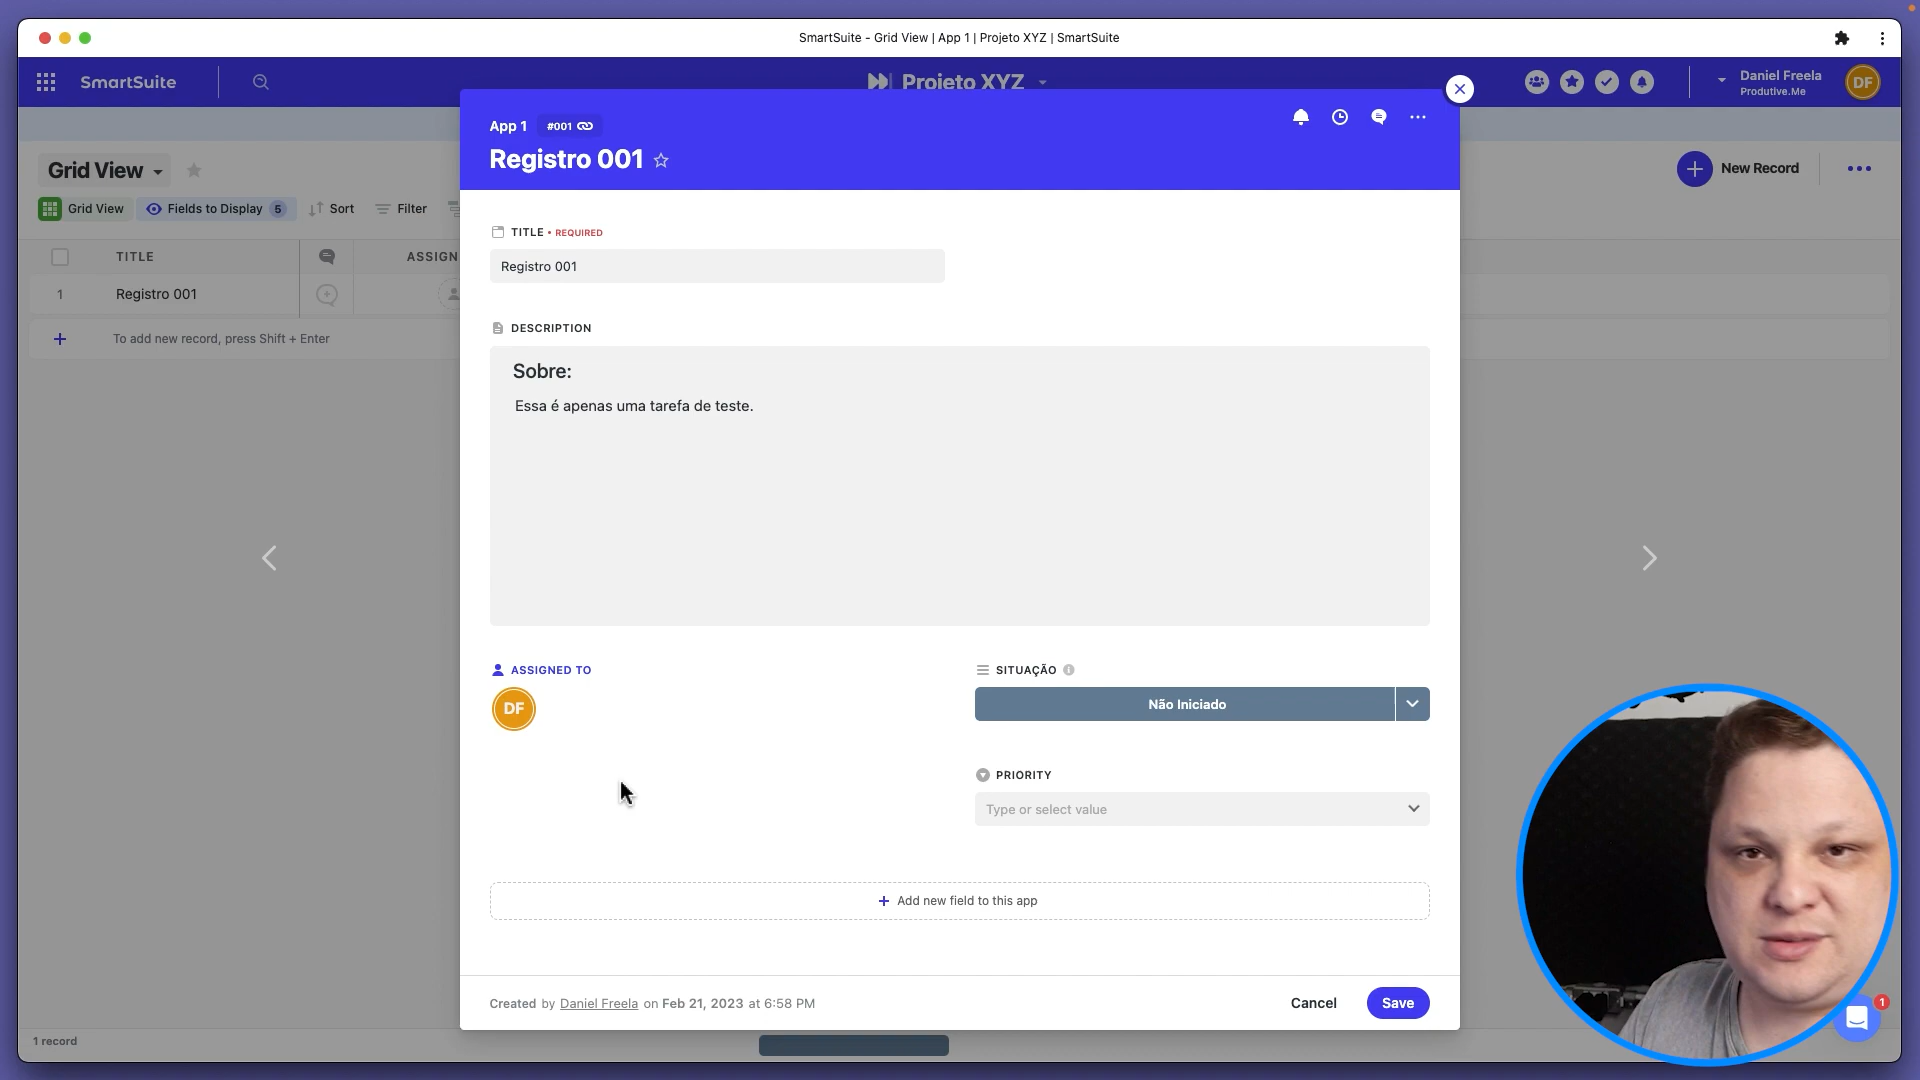 SmartSuite - Grid View | App 1 | Projeto XYZ | SmartSuite
SmartSuite
Projeto XYZ
Daniel Freela
Produtive.Me
DF
App 1
#001
Registro 001
Grid View
New Record
Grid View
Fields to Display 5
Sort
Filter
TITLE • REQUIRED
Registro 001
TITLE
ASSIGN
1
Registro 001
To add new record, press Shift + Enter
DESCRIPTION
Sobre:
Essa é apenas uma tarefa de teste.
ASSIGNED TO
DF
SITUAÇÃO
Não Iniciado
PRIORITY
Type or select value
Add new field to this app
Created by Daniel Freela on Feb 21, 2023 at 6:58 PM
Cancel
Save
1
1 record